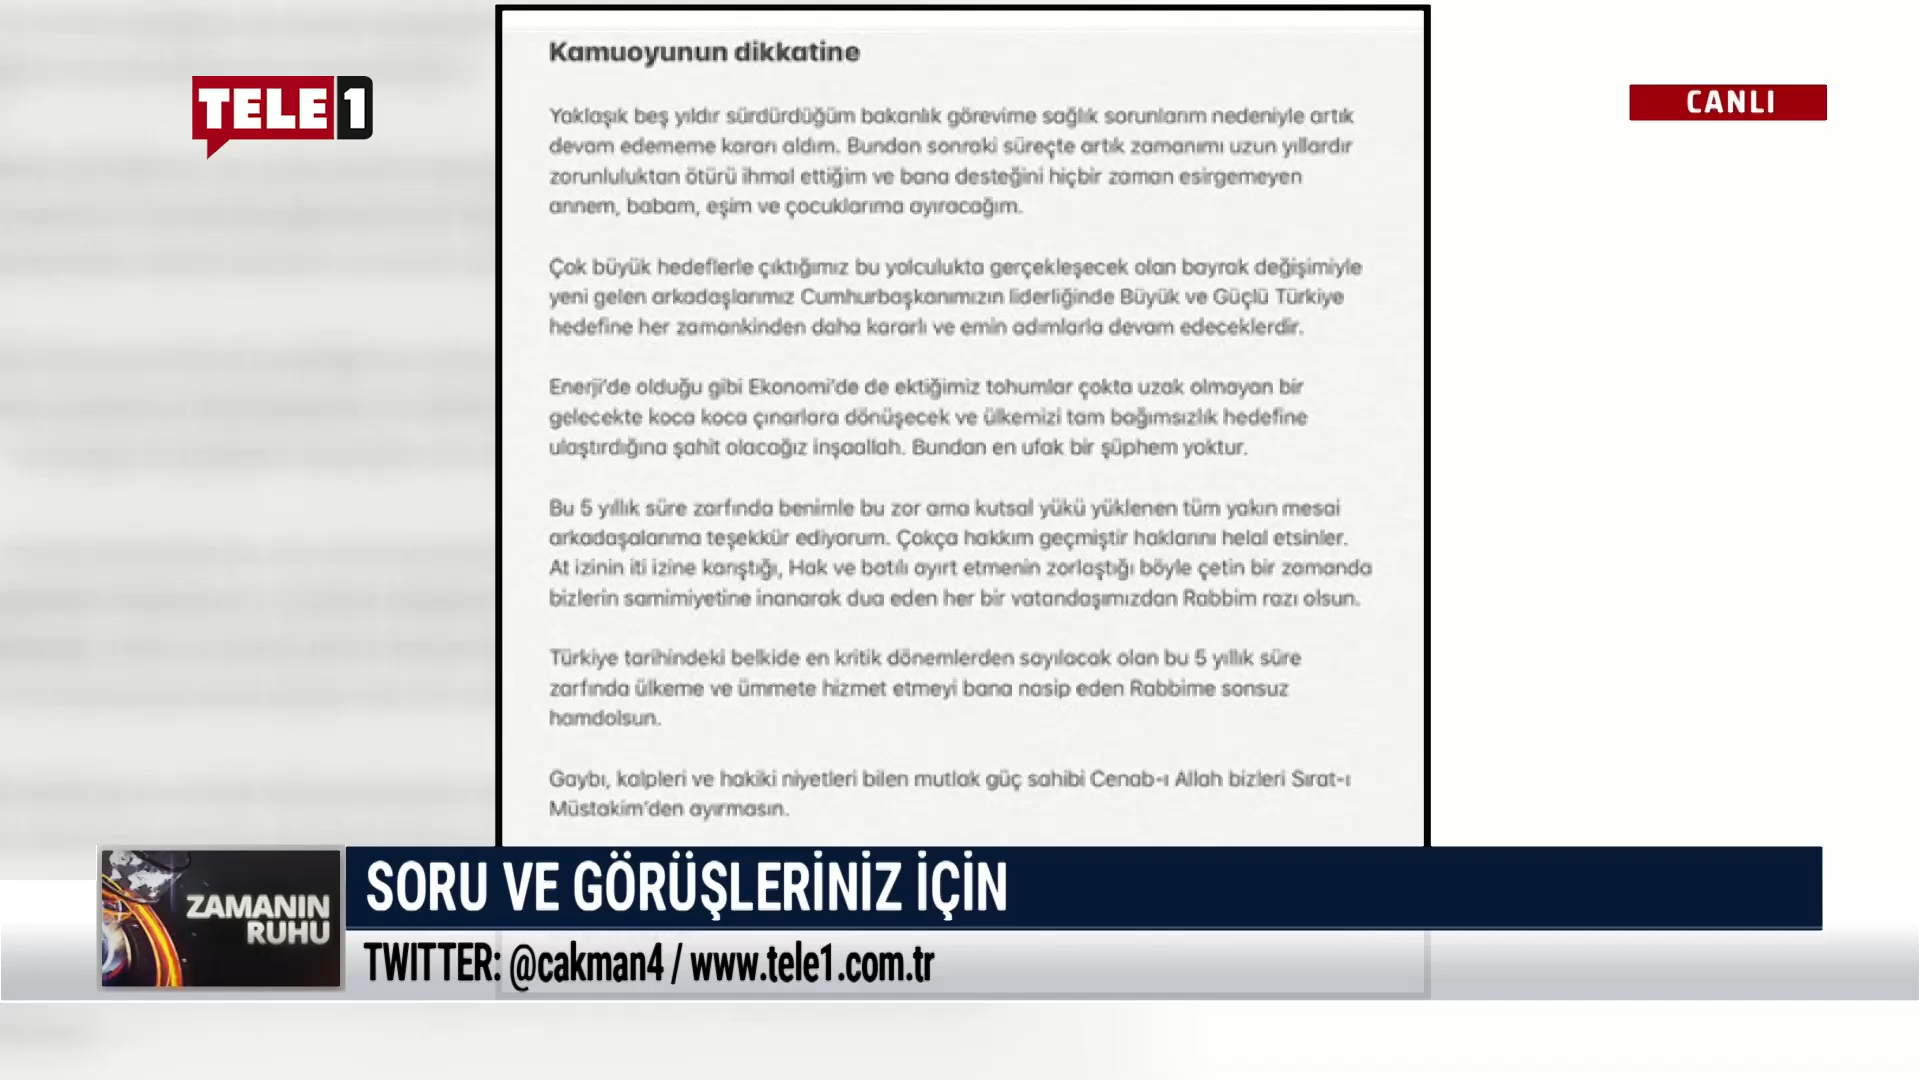 Kamuoyunun dikkatine
TELE1
CANLI
Yaklaşık beş yıldır sürdürdüğüm bakanlık görevime sağlık sorunlarım nedeniyle artık
devam edememe kararı aldım. Bundan sonraki süreçte artık zamanımı uzun yıllardır
zorunluluktan ötürü ihmal ettiğim ve bana desteğini hiçbir zaman esirgemeyen
annem, babam, eşim ve çocuklarıma ayıracağım.
Çok büyük hedeflerle çıktığımız bu yolculukta gerçekleşecek olan bayrak değişimiyle
yeni gelen arkadaşlarımız Cumhurbaşkanımızın liderliğinde Büyük ve Güçlü Türkiye
hedefine her zamankinden daha kararlı ve emin adımlarla devam edeceklerdir.
Enerji'de olduğu gibi Ekonomi'de de ektiğimiz tohumlar çokta uzak olmayan bir
gelecekte koca koca çınarlara dönüşecek ve ülkemizi tam bağımsızlık hedefine
ulaştırdığına şahit olacağız inşaallah. Bundan en ufak bir şüphem yoktur.
Bu 5 yıllık süre zarfında benimle bu zor ama kutsal yükü yüklenen tüm yakın mesai
arkadaşalarıma teşekkür ediyorum. Çokça hakkım geçmiştir haklarını helal etsinler.
At izinin iti izine karıştığı, Hak ve batılı ayırt etmenin zorlaştığı böyle çetin bir zamanda
bizlerin samimiyetine inanarak dua eden her bir vatandaşımızdan Rabbim razı olsun.
Türkiye tarihindeki belkide en kritik dönemlerden sayılacak olan bu 5 yıllık süre
zarfında ülkeme ve ümmete hizmet etmeyi bana nasip eden Rabbime sonsuz
hamdolsun.
Gaybı, kalpleri ve hakiki niyetleri bilen mutlak güç sahibi Cenab-ı Allah bizleri Sırat-ı
Müstakim'den ayırmasın.
ZAMANIN
RUHU
SORU VE GÖRÜŞLERİNİZ İÇİN
TWITTER: @cakman4 / www.tele1.com.tr